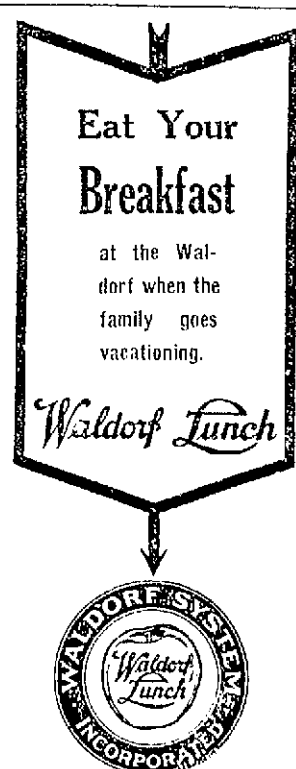 Eat Your
Breakfast
at the Wal-
dorf when the
family goes
vacationing.
Waldorf Lunch
WALDORF SYSTEM
Waldorf
Lunch
INCORPORATED